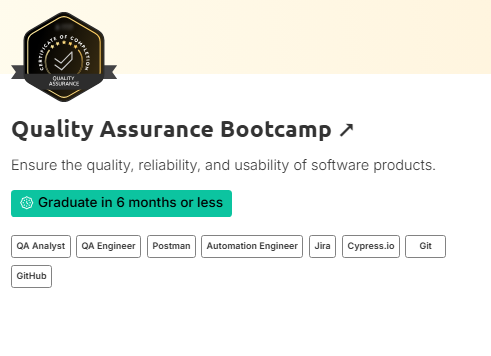 CERTIFICATE OF COMPLETION
QUALITY
ASSURANCE
Quality Assurance Bootcamp ↗
Ensure the quality, reliability, and usability of software products.
Graduate in 6 months or less
QA Analyst QA Engineer Postman Automation Engineer Jira Cypress.io Git
GitHub